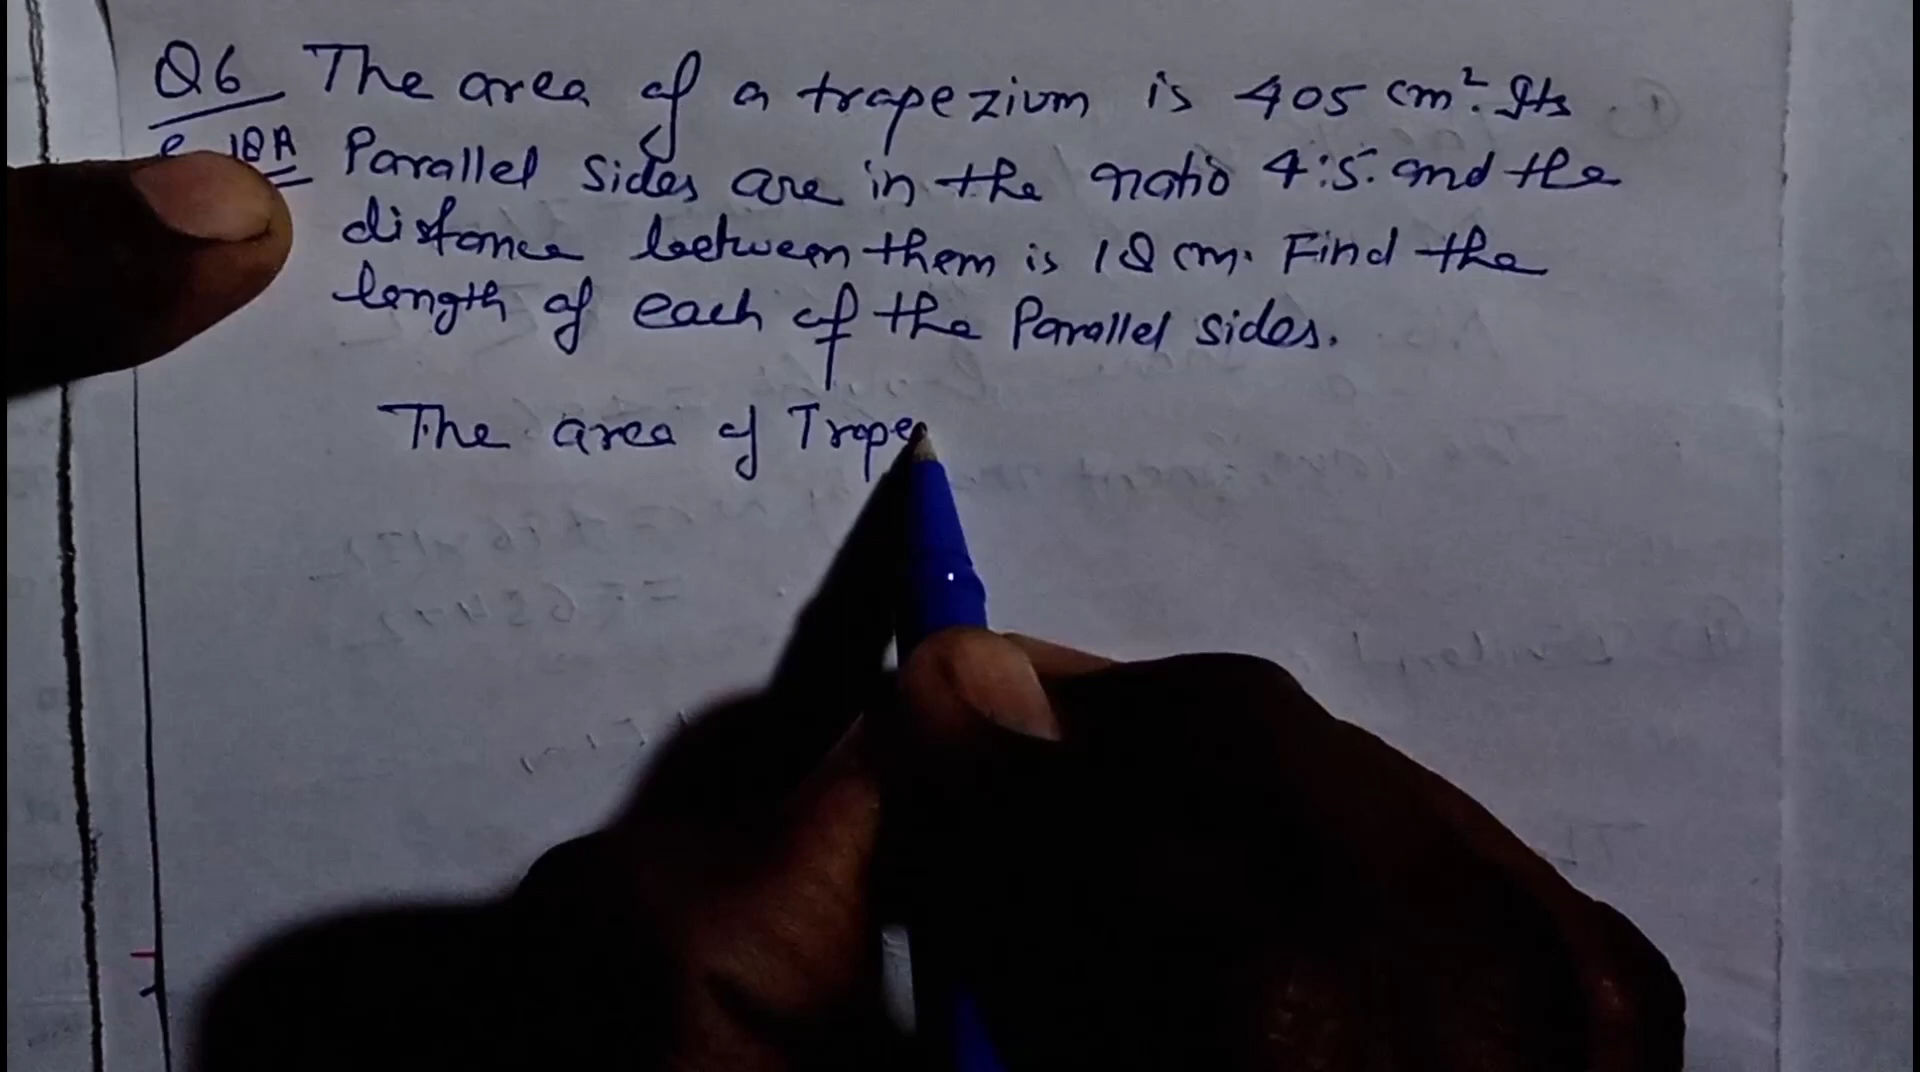 Q6 The area of a trapezium is 405 cm². Its
18A Parallel sides are in the ratio 4:5. and the
distance between them is 18 cm. Find the
length of each of the Parallel sides.
The area of Trape